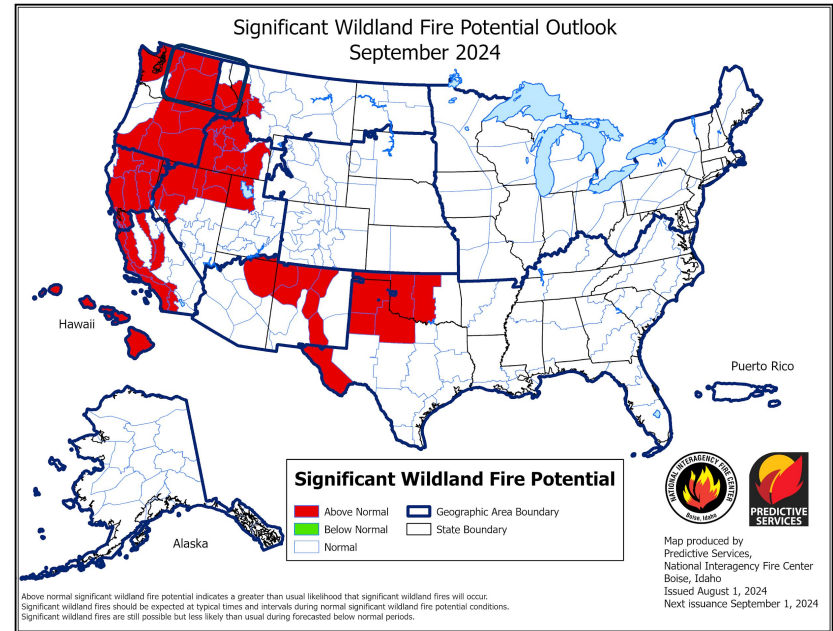 Significant Wildland Fire Potential Outlook
September 2024
Hawaii
Puerto Rico
Alaska
Significant Wildland Fire Potential
Above Normal
Geographic Area Boundary
Below Normal
State Boundary
Normal
NATIONAL INTERAGENCY FIRE CENTER
Boise, Idaho
PREDICTIVE
SERVICES
Map produced by
Predictive Services,
National Interagency Fire Center
Boise, Idaho
Issued August 1, 2024
Next issuance September 1, 2024
Above normal significant wildland fire potential indicates a greater than usual likelihood that significant wildland fires will occur.
Significant wildland fires should be expected at typical times and intervals during normal significant wildland fire potential conditions.
Significant wildland fires are still possible but less likely than usual during forecasted below normal periods.